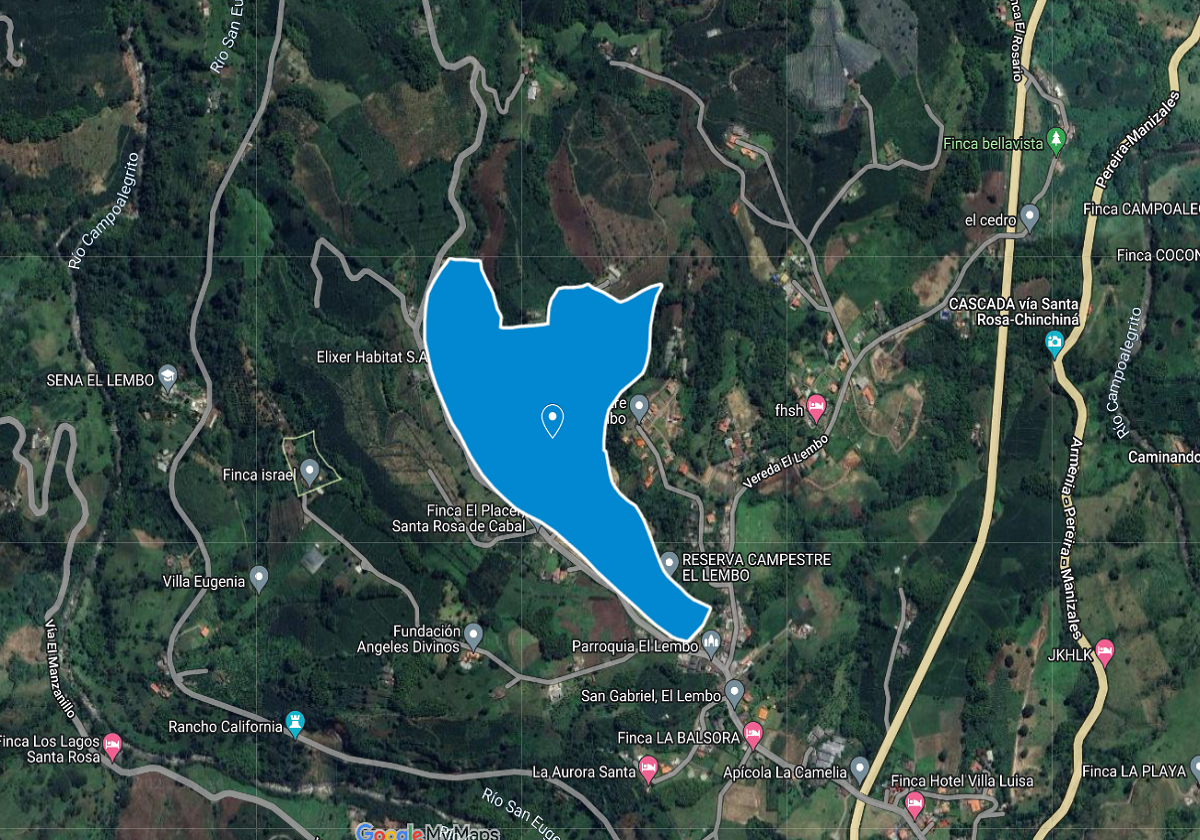 Río San Eu
Finca El Rosario
Río Campoalegrito
Pereira-Manizales
Finca bellavista
el cedro
Finca CAMPOALEG
Finca COCON
CASCADA vía Santa
Rosa-Chinchiná
Río Campoalegrito
Elixer Habitat S.A
SENA EL LEMBO
fhsh
Vereda El Lembo
Caminando
Armenia - Pereira - Manizales
Finca israel
Finca El Placer,
Santa Rosa de Cabal
RESERVA CAMPESTRE
EL LEMBO
Villa Eugenia
Fundación
Angeles Divinos
Parroquia El Lembo
JKHLK
Vía El Manzanillo
San Gabriel, El Lembo
Rancho California
Finca LA BALSORA
Finca Los Lagos
Santa Rosa
La Aurora Santa
Apícola La Camelia
Finca Hotel Villa Luisa
Finca LA PLAYA
Río San Euge
Google My Maps